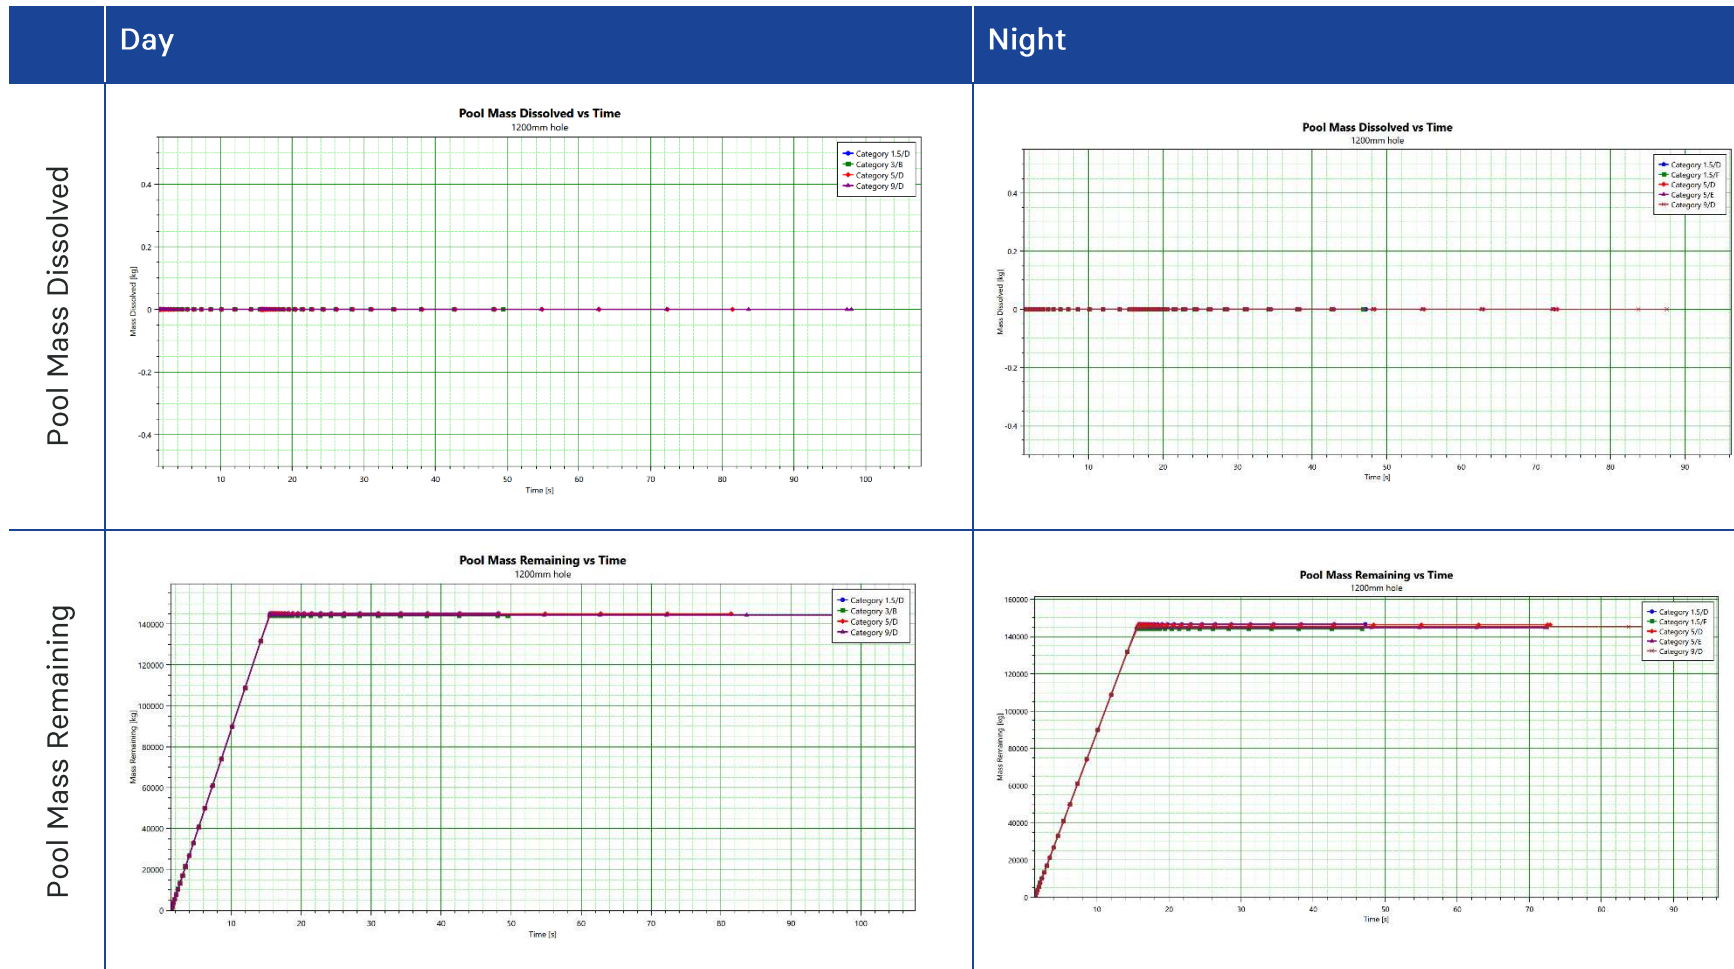 Day
Night
Pool Mass Dissolved
Pool Mass Dissolved vs Time
1200mm hole
Category 1.5/D
Category 3/B
Category 5/D
Category 9/D
Mass Dissolved [kg]
0.4
0.2
0
-0.2
-0.4
10 20 30 40 50 60 70 80 90 100
Time [s]
Pool Mass Dissolved vs Time
1200mm hole
Category 1.5/D
Category 1.5/F
Category 5/D
Category 5/E
Category 9/D
Mass Dissolved [kg]
0.4
0.2
0
-0.2
-0.4
10 20 30 40 50 60 70 80 90
Time [s]
Pool Mass Remaining
Pool Mass Remaining vs Time
1200mm hole
Category 1.5/D
Category 3/B
Category 5/D
Category 9/D
Mass Remaining [kg]
140000
120000
100000
80000
60000
40000
20000
0
10 20 30 40 50 60 70 80 90 100
Time [s]
Pool Mass Remaining vs Time
1200mm hole
Category 1.5/D
Category 1.5/F
Category 5/D
Category 5/E
Category 9/D
Mass Remaining [kg]
160000
140000
120000
100000
80000
60000
40000
20000
0
10 20 30 40 50 60 70 80 90
Time [s]